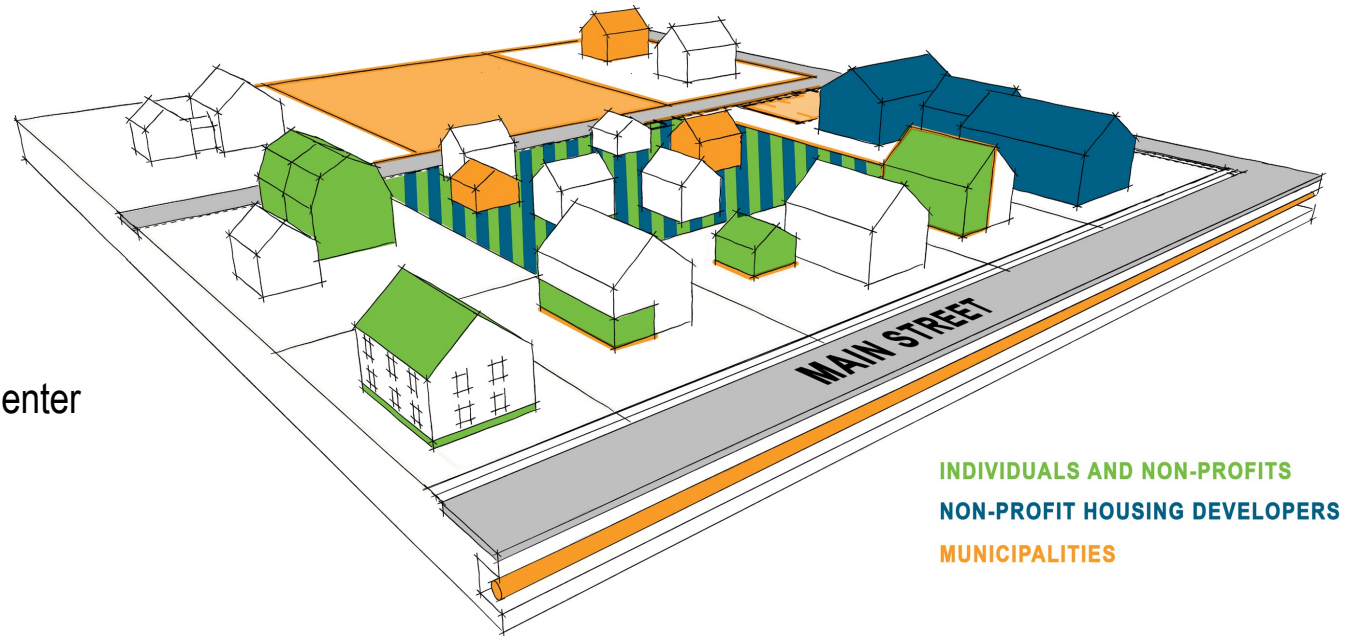 enter
MAIN STREET
INDIVIDUALS AND NON-PROFITS
NON-PROFIT HOUSING DEVELOPERS
MUNICIPALITIES